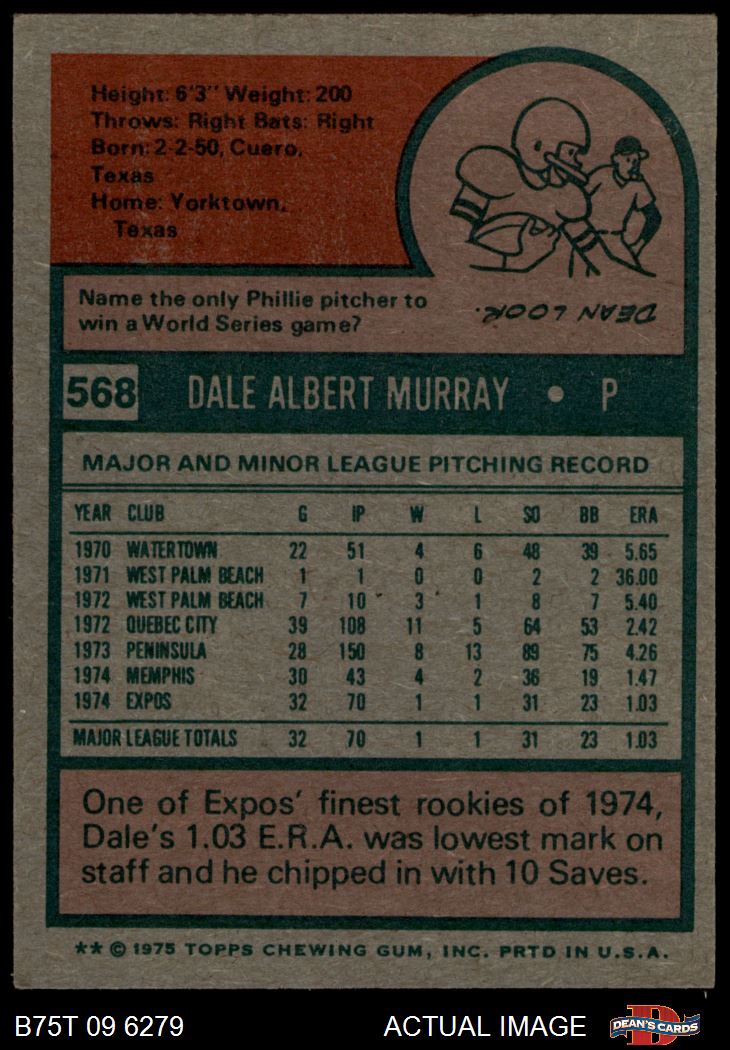 Height: 6'3" Weight: 200
Throws: Right Bats: Right
Born: 2-2-50, Cuero,
Texas
Home: Yorktown,
Texas
Name the only Phillie pitcher to
win a World Series game?
DEAN LOOK.
568 DALE ALBERT MURRAY • P
MAJOR AND MINOR LEAGUE PITCHING RECORD
YEAR CLUB G IP W L SO BB ERA
1970 WATERTOWN 22 51 4 6 48 39 5.65
1971 WEST PALM BEACH 1 1 0 0 2 2 36.00
1972 WEST PALM BEACH 7 10 3 1 8 7 5.40
1972 QUEBEC CITY 39 108 11 5 64 53 2.42
1973 PENINSULA 28 150 8 13 89 75 4.26
1974 MEMPHIS 30 43 4 2 36 19 1.47
1974 EXPOS 32 70 1 1 31 23 1.03
MAJOR LEAGUE TOTALS 32 70 1 1 31 23 1.03
One of Expos' finest rookies of 1974,
Dale's 1.03 E.R.A. was lowest mark on
staff and he chipped in with 10 Saves.
** © 1975 TOPPS CHEWING GUM, INC. PRTD IN U.S.A.
B75T 09 6279 ACTUAL IMAGE D DEAN'S CARDS